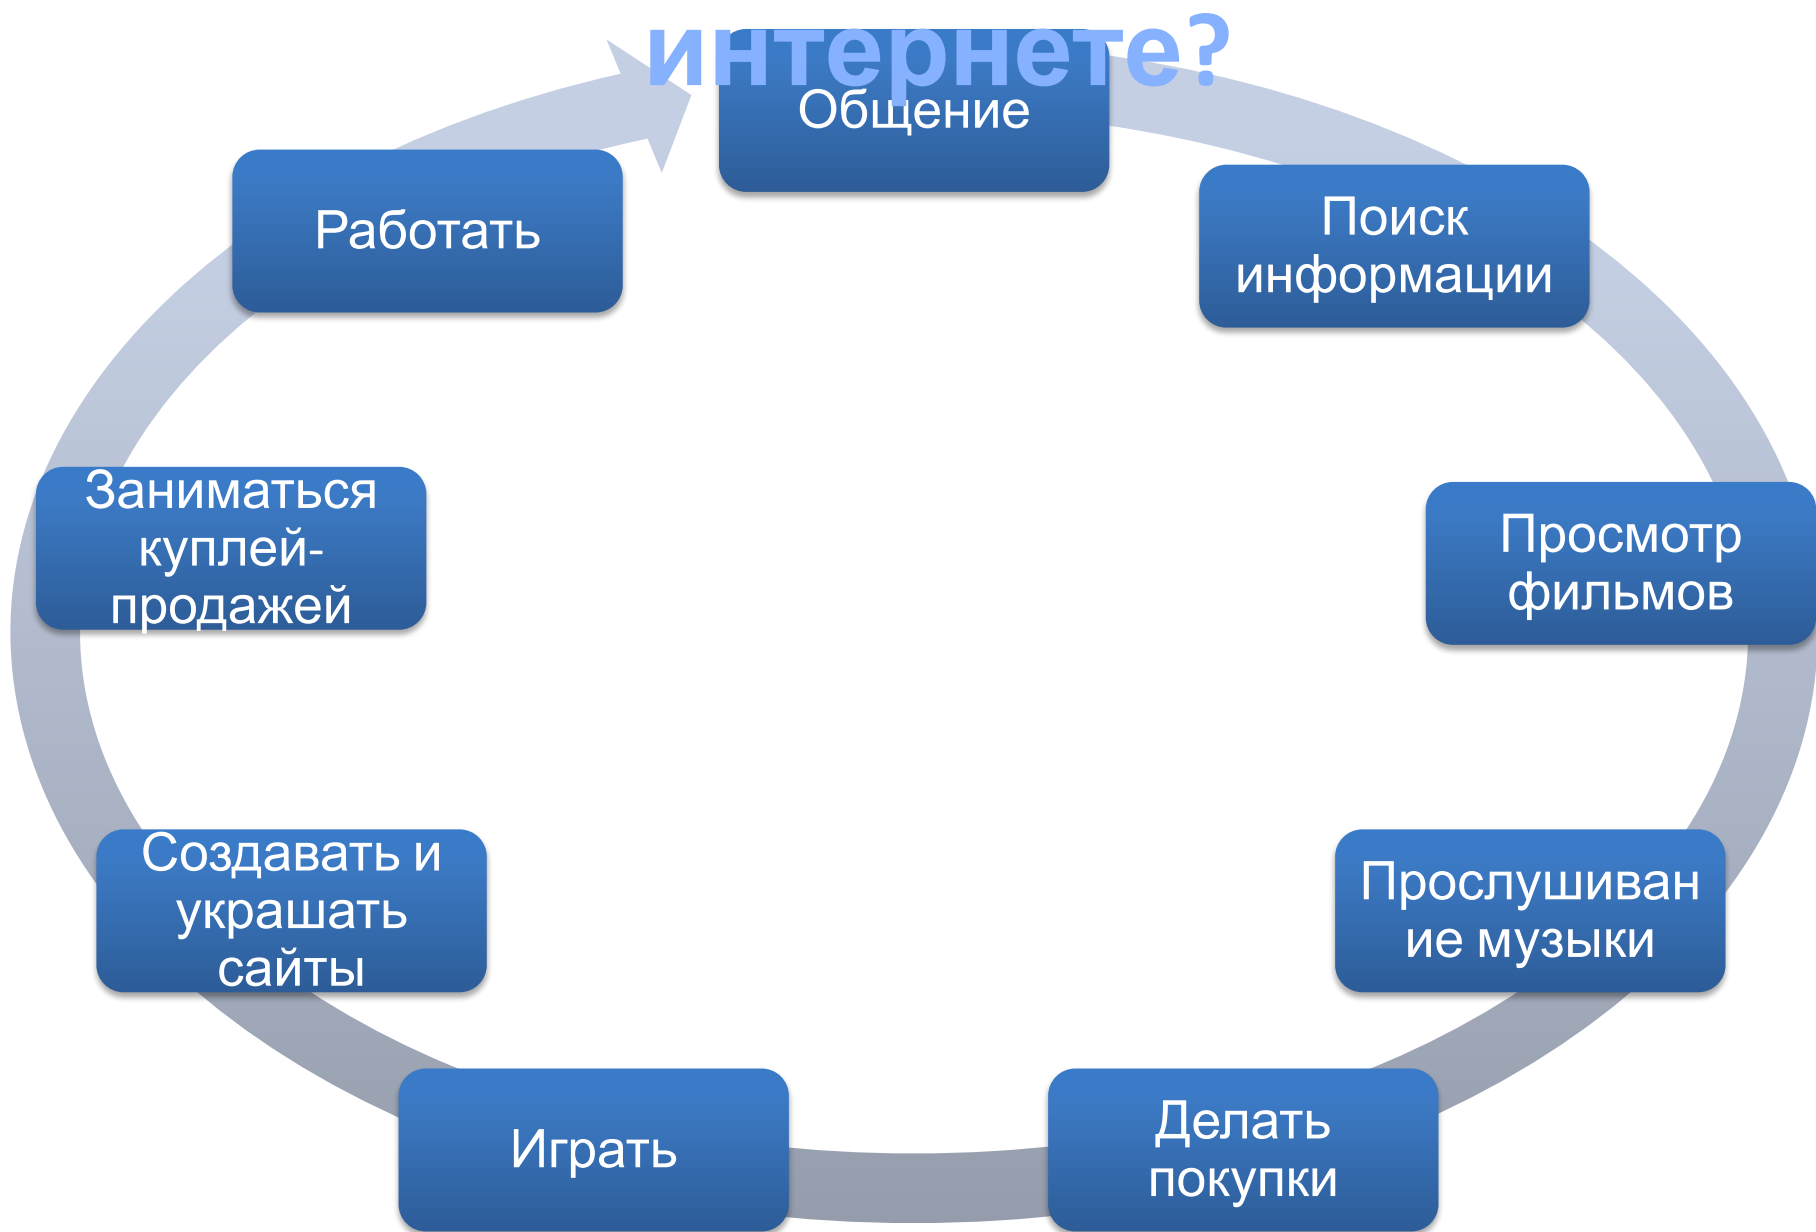 интернете?
Общение
Поиск
информации
Просмотр
фильмов
Прослушиван
ие музыки
Делать
покупки
Играть
Создавать и
украшать
сайты
Заниматься
куплей-
продажей
Работать